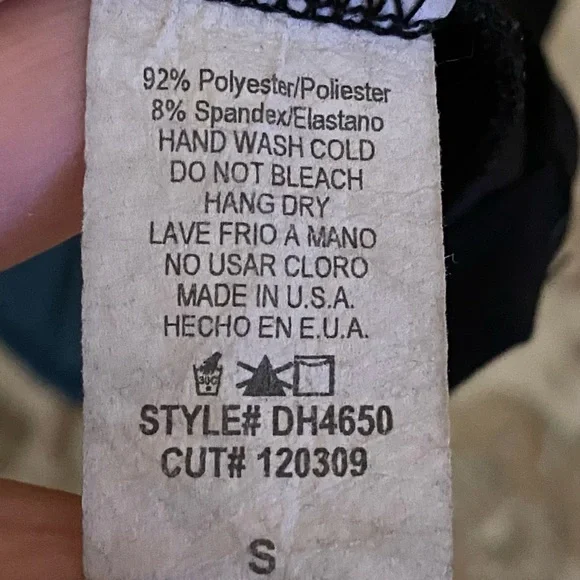 92% Polyester/Poliester
8% Spandex/Elastano
HAND WASH COLD
DO NOT BLEACH
HANG DRY
LAVE FRIO A MANO
NO USAR CLORO
MADE IN U.S.A.
HECHO EN E.U.A.
30C
STYLE# DH4650
CUT# 120309
S